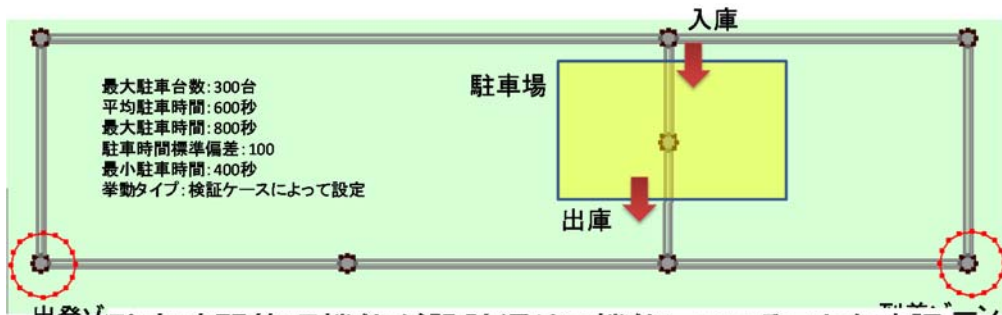 入庫
駐車場
最大駐車台数:300台
平均駐車時間:600秒
最大駐車時間:800秒
駐車時間標準偏差:100
最小駐車時間:400秒
挙動タイプ:検証ケースによって設定
出庫